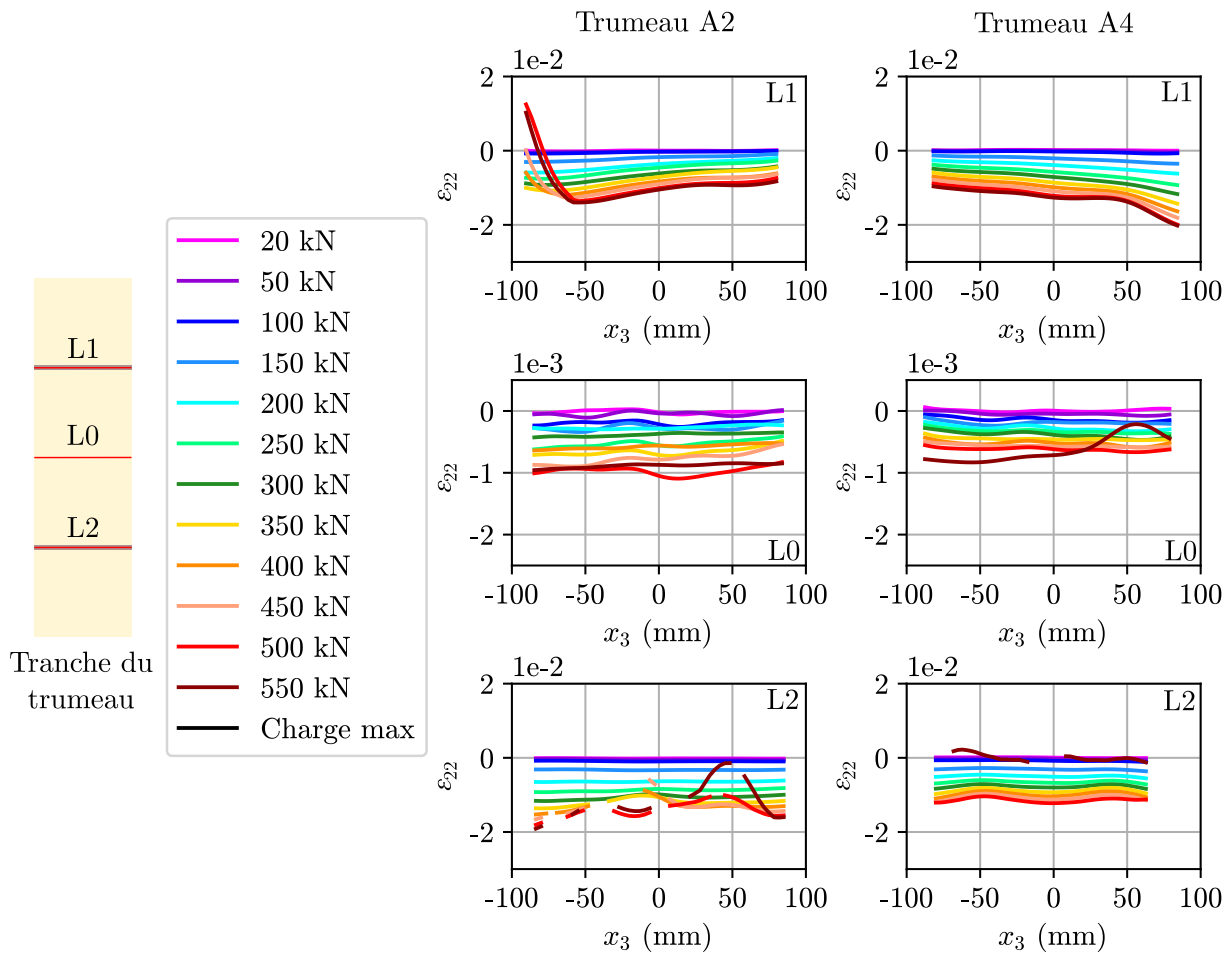 Trumeau A2
Trumeau A4
1e-2
2
0
-2
ε22
L1
-100 -50 0 50 100
x3 (mm)
1e-2
2
0
-2
ε22
L1
-100 -50 0 50 100
x3 (mm)
L1
L0
L2
Tranche du
trumeau
20 kN
50 kN
100 kN
150 kN
200 kN
250 kN
300 kN
350 kN
400 kN
450 kN
500 kN
550 kN
Charge max
1e-3
0
-1
-2
ε22
L0
-100 -50 0 50 100
x3 (mm)
1e-3
0
-1
-2
ε22
L0
-100 -50 0 50 100
x3 (mm)
1e-2
2
0
-2
ε22
L2
-100 -50 0 50 100
x3 (mm)
1e-2
2
0
-2
ε22
L2
-100 -50 0 50 100
x3 (mm)